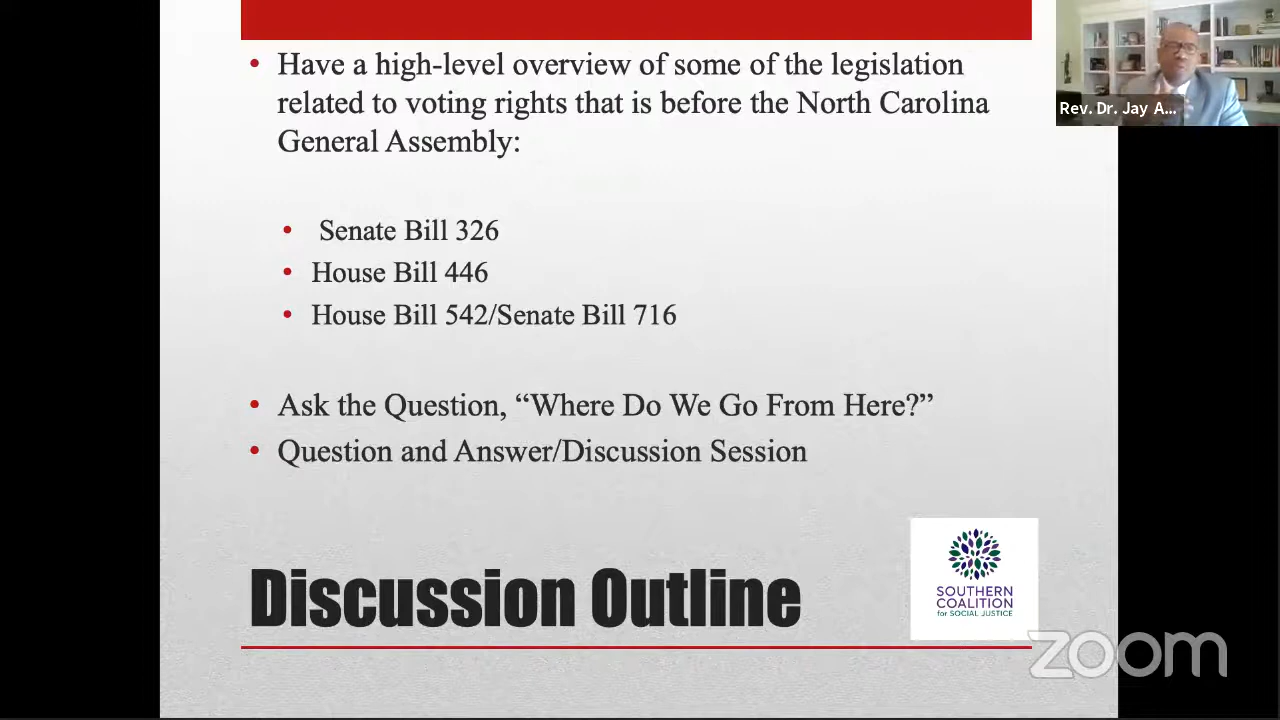 • Have a high-level overview of some of the legislation
related to voting rights that is before the North Carolina
General Assembly:
• Senate Bill 326
• House Bill 446
• House Bill 542/Senate Bill 716
• Ask the Question, “Where Do We Go From Here?”
• Question and Answer/Discussion Session
Discussion Outline
SOUTHERN
COALITION
for SOCIAL JUSTICE
Rev. Dr. Jay A...
zoom